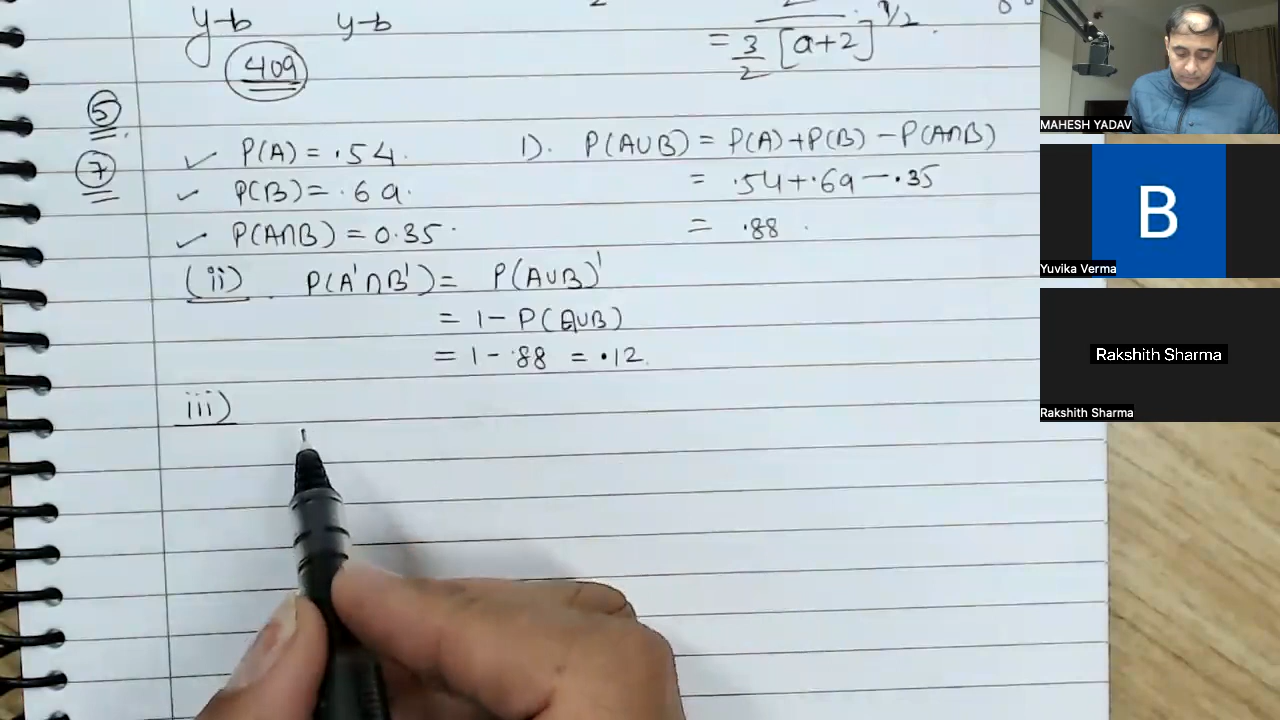 y-b y-b
= 3/2 [a+2]^1/2.
409
5
7
P(A) = .54.
P(B) = .69.
P(A∩B) = 0.35.
1). P(A∪B) = P(A)+P(B) - P(A∩B)
= .54+.69-.35
= .88.
(ii). P(A'∩B') = P(A∪B)'
= 1 - P(A∪B)
= 1 - .88 = .12.
iii)
MAHESH YADAV
B
Yuvika Verma
Rakshith Sharma
Rakshith Sharma